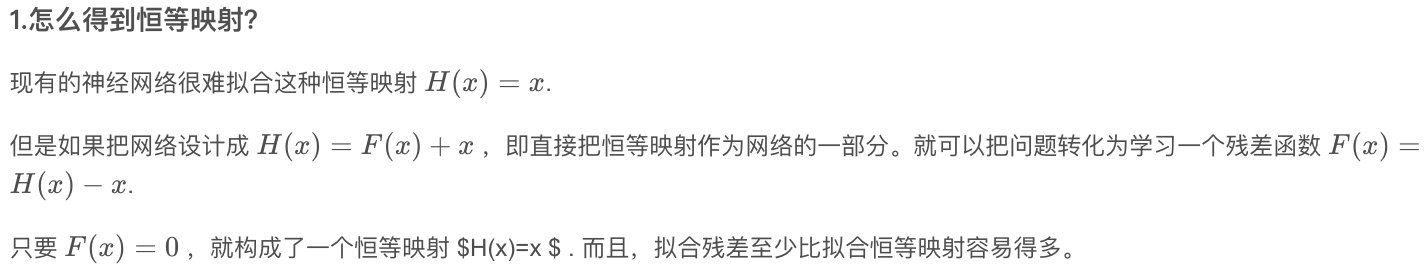 1.怎么得到恒等映射?
现有的神经网络很难拟合这种恒等映射 H(x) = x.
但是如果把网络设计成 H(x) = F(x) + x ，即直接把恒等映射作为网络的一部分。就可以把问题转化为学习一个残差函数 F(x) =
H(x) − x.
只要 F(x) = 0 ，就构成了一个恒等映射 $H(x)=x $ . 而且，拟合残差至少比拟合恒等映射容易得多。